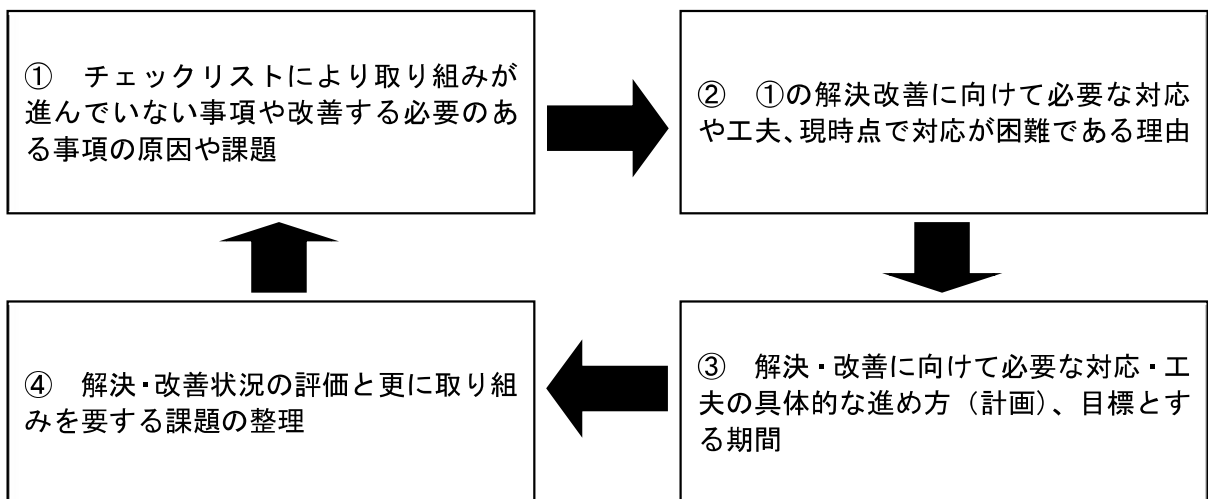 ① チェックリストにより取り組みが
進んでいない事項や改善する必要のあ
る事項の原因や課題
② ①の解決改善に向けて必要な対応
や工夫、現時点で対応が困難である理由
③ 解決・改善に向けて必要な対応・工
夫の具体的な進め方（計画）、目標とす
る期間
④ 解決・改善状況の評価と更に取り組
みを要する課題の整理